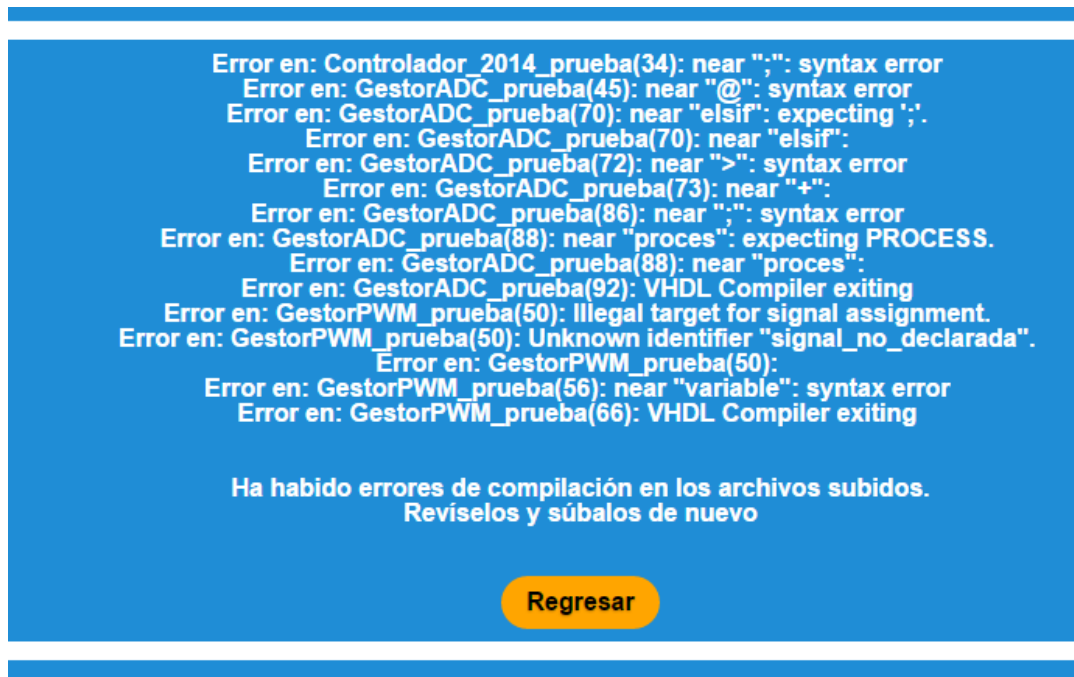 Error en: Controlador_2014_prueba(34): near ";": syntax error
Error en: GestorADC_prueba(45): near "@": syntax error
Error en: GestorADC_prueba(70): near "elsif": expecting ';'.
Error en: GestorADC_prueba(70): near "elsif":
Error en: GestorADC_prueba(72): near ">": syntax error
Error en: GestorADC_prueba(73): near "+":
Error en: GestorADC_prueba(86): near ";": syntax error
Error en: GestorADC_prueba(88): near "proces": expecting PROCESS.
Error en: GestorADC_prueba(88): near "proces":
Error en: GestorADC_prueba(92): VHDL Compiler exiting
Error en: GestorPWM_prueba(50): Illegal target for signal assignment.
Error en: GestorPWM_prueba(50): Unknown identifier "signal_no_declarada".
Error en: GestorPWM_prueba(50):
Error en: GestorPWM_prueba(56): near "variable": syntax error
Error en: GestorPWM_prueba(66): VHDL Compiler exiting
Ha habido errores de compilación en los archivos subidos.
Revíselos y súbalos de nuevo
Regresar